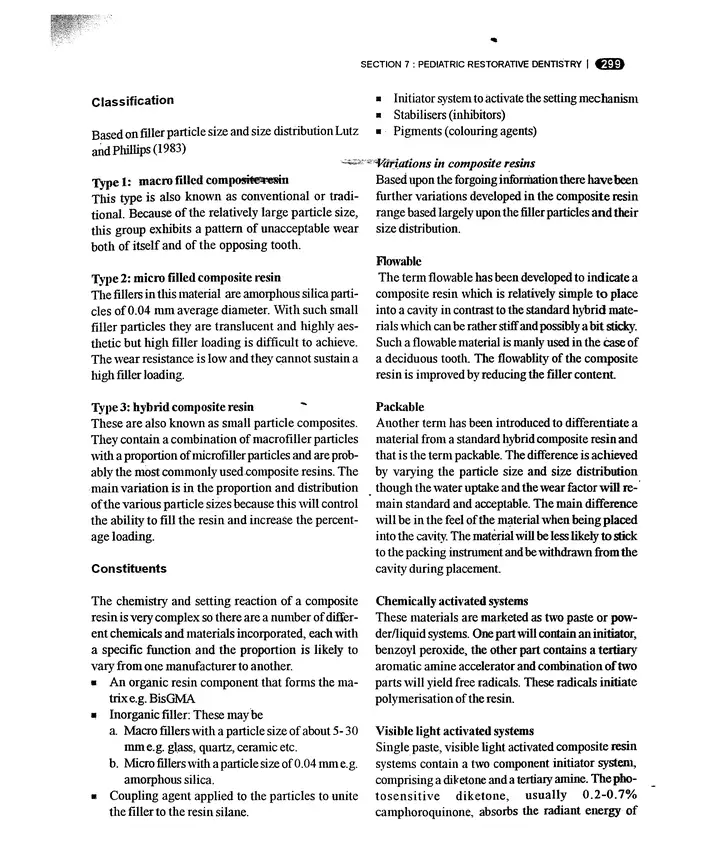 SECTION 7 : PEDIATRIC RESTORATIVE DENTISTRY | 299
Classification
Based on filler particle size and size distribution Lutz
and Phillips (1983)
Type 1: macro filled composite resin
This type is also known as conventional or tradi-
tional. Because of the relatively large particle size,
this group exhibits a pattern of unacceptable wear
both of itself and of the opposing tooth.
Type 2: micro filled composite resin
The fillers in this material are amorphous silica parti-
cles of 0.04 mm average diameter. With such small
filler particles they are translucent and highly aes-
thetic but high filler loading is difficult to achieve.
The wear resistance is low and they cannot sustain a
high filler loading.
Type 3: hybrid composite resin
These are also known as small particle composites.
They contain a combination of macrofiller particles
with a proportion of microfiller particles and are prob-
ably the most commonly used composite resins. The
main variation is in the proportion and distribution
of the various particle sizes because this will control
the ability to fill the resin and increase the percent-
age loading.
Constituents
The chemistry and setting reaction of a composite
resin is very complex so there are a number of differ-
ent chemicals and materials incorporated, each with
a specific function and the proportion is likely to
vary from one manufacturer to another.
▪ An organic resin component that forms the ma-
trix e.g. BisGMA
▪ Inorganic filler: These may be
a. Macro fillers with a particle size of about 5- 30
mm e.g. glass, quartz, ceramic etc.
b. Micro fillers with a particle size of 0.04 mm e.g.
amorphous silica.
▪ Coupling agent applied to the particles to unite
the filler to the resin silane.
▪ Initiator system to activate the setting mechanism
▪ Stabilisers (inhibitors)
▪ Pigments (colouring agents)
Variations in composite resins
Based upon the forgoing information there have been
further variations developed in the composite resin
range based largely upon the filler particles and their
size distribution.
Flowable
The term flowable has been developed to indicate a
composite resin which is relatively simple to place
into a cavity in contrast to the standard hybrid mate-
rials which can be rather stiff and possibly a bit sticky.
Such a flowable material is manly used in the case of
a deciduous tooth. The flowablity of the composite
resin is improved by reducing the filler content.
Packable
Another term has been introduced to differentiate a
material from a standard hybrid composite resin and
that is the term packable. The difference is achieved
by varying the particle size and size distribution
though the water uptake and the wear factor will re-
main standard and acceptable. The main difference
will be in the feel of the material when being placed
into the cavity. The material will be less likely to stick
to the packing instrument and be withdrawn from the
cavity during placement.
Chemically activated systems
These materials are marketed as two paste or pow-
der/liquid systems. One part will contain an initiator,
benzoyl peroxide, the other part contains a tertiary
aromatic amine accelerator and combination of two
parts will yield free radicals. These radicals initiate
polymerisation of the resin.
Visible light activated systems
Single paste, visible light activated composite resin
systems contain a two component initiator system,
comprising a diketone and a tertiary amine. The pho-
tosensitive diketone, usually 0.2-0.7%
camphoroquinone, absorbs the radiant energy of